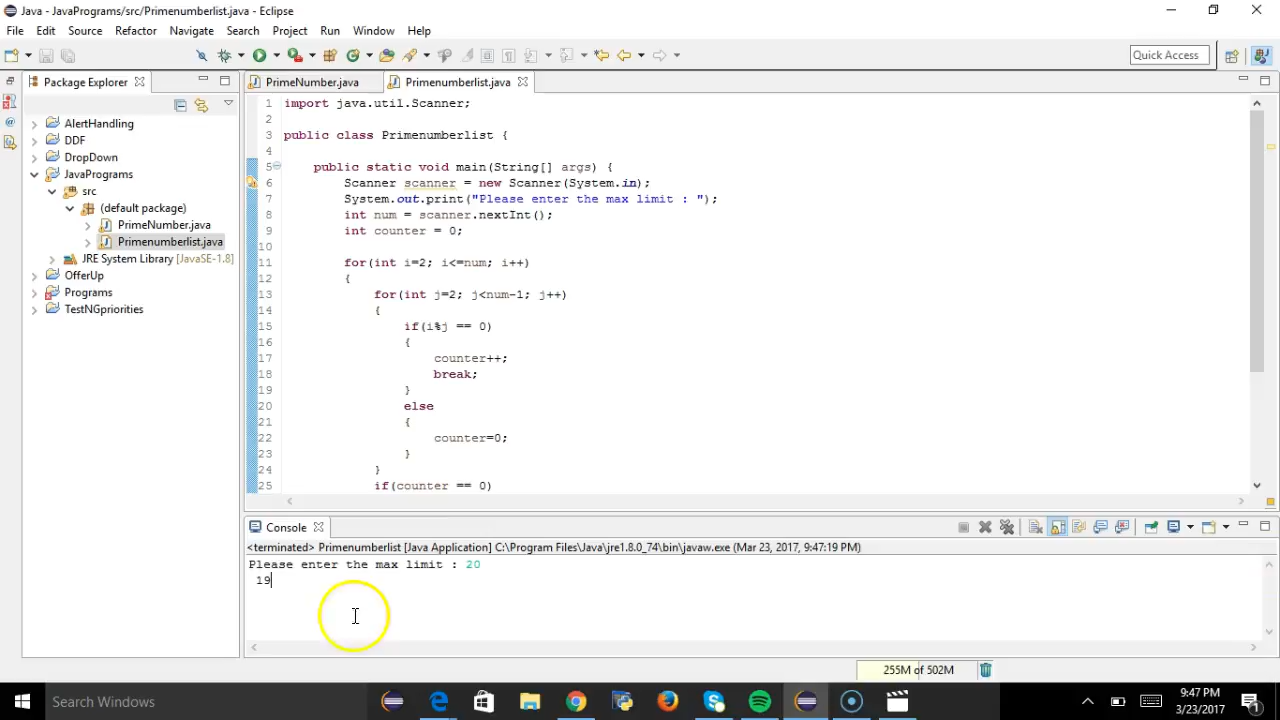 Java - JavaPrograms/src/Primenumberlist.java - Eclipse
File Edit Source Refactor Navigate Search Project Run Window Help
Quick Access
Package Explorer
PrimeNumber.java
Primenumberlist.java
AlertHandling
DDF
DropDown
JavaPrograms
src
(default package)
PrimeNumber.java
Primenumberlist.java
JRE System Library [JavaSE-1.8]
OfferUp
Programs
TestNGpriorities
1 import java.util.Scanner;
2
3 public class Primenumberlist {
4
5 public static void main(String[] args) {
6 Scanner scanner = new Scanner(System.in);
7 System.out.print("Please enter the max limit : ");
8 int num = scanner.nextInt();
9 int counter = 0;
10
11 for(int i=2; i<=num; i++)
12 {
13 for(int j=2; j<num-1; j++)
14 {
15 if(i%j == 0)
16 {
17 counter++;
18 break;
19 }
20 else
21 {
22 counter=0;
23 }
24 }
25 if(counter == 0)
Console
<terminated> Primenumberlist [Java Application] C:\Program Files\Java\jre1.8.0_74\bin\javaw.exe (Mar 23, 2017, 9:47:19 PM)
Please enter the max limit : 20
19
255M of 502M
Search Windows
9:47 PM
3/23/2017
1